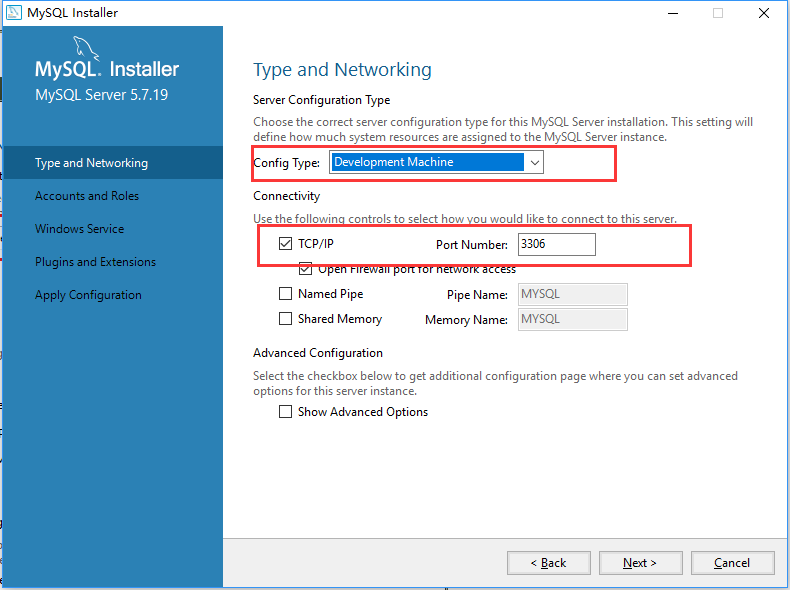 MySQL Installer
MySQL. Installer
MySQL Server 5.7.19
Type and Networking
Accounts and Roles
Windows Service
Plugins and Extensions
Apply Configuration
Type and Networking
Server Configuration Type
Choose the correct server configuration type for this MySQL Server installation. This setting will
define how much system resources are assigned to the MySQL Server instance.
Config Type: Development Machine
Connectivity
Use the following controls to select how you would like to connect to this server.
TCP/IP Port Number: 3306
Open Firewall port for network access
Named Pipe Pipe Name: MYSQL
Shared Memory Memory Name: MYSQL
Advanced Configuration
Select the checkbox below to get additional configuration page where you can set advanced
options for this server instance.
Show Advanced Options
< Back Next > Cancel